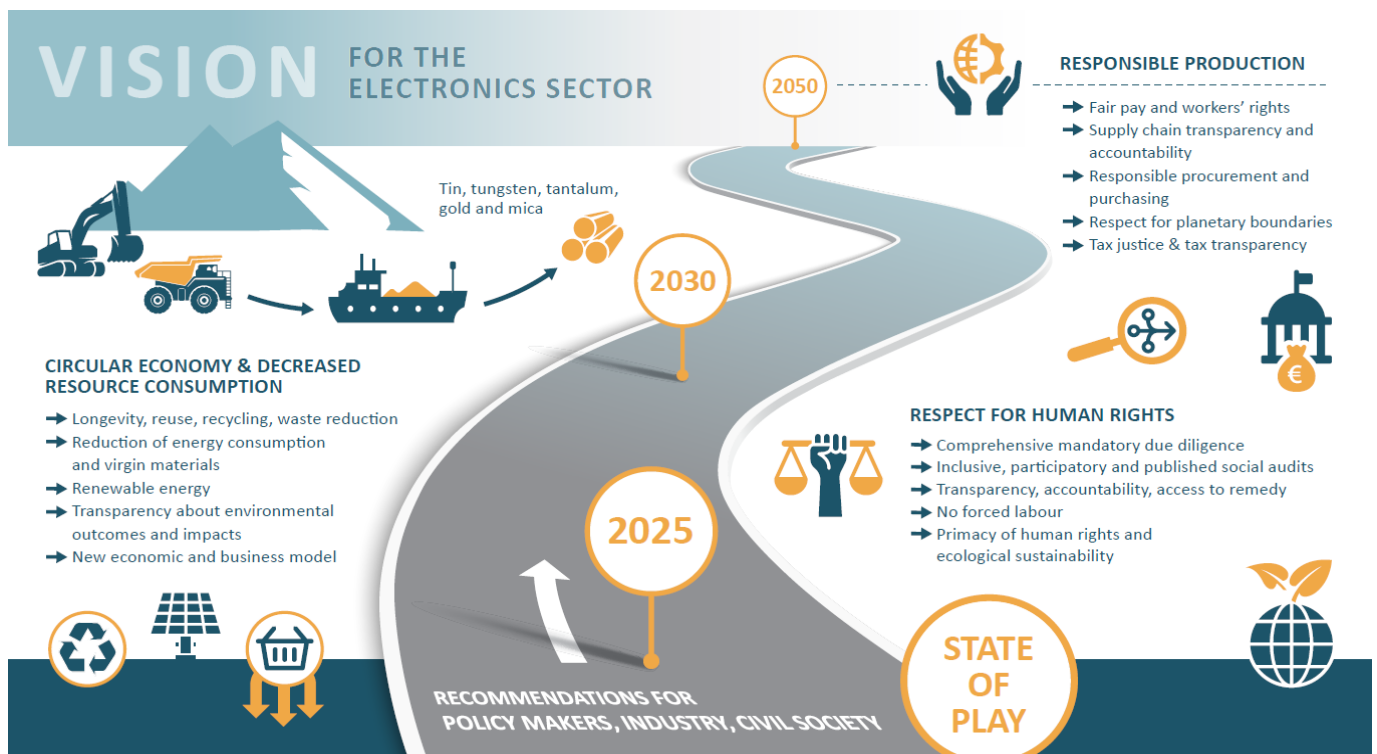 VISION
FOR THE
ELECTRONICS SECTOR
2050
RESPONSIBLE PRODUCTION
Fair pay and workers' rights
Supply chain transparency and
accountability
Responsible procurement and
purchasing
Respect for planetary boundaries
Tax justice & tax transparency
Tin, tungsten, tantalum,
gold and mica
2030
CIRCULAR ECONOMY & DECREASED
RESOURCE CONSUMPTION
Longevity, reuse, recycling, waste reduction
Reduction of energy consumption
and virgin materials
Renewable energy
Transparency about environmental
outcomes and impacts
New economic and business model
€
RESPECT FOR HUMAN RIGHTS
Comprehensive mandatory due diligence
Inclusive, participatory and published social audits
Transparency, accountability, access to remedy
No forced labour
Primacy of human rights and
ecological sustainability
2025
RECOMMENDATIONS FOR
POLICY MAKERS, INDUSTRY, CIVIL SOCIETY
STATE
OF
PLAY